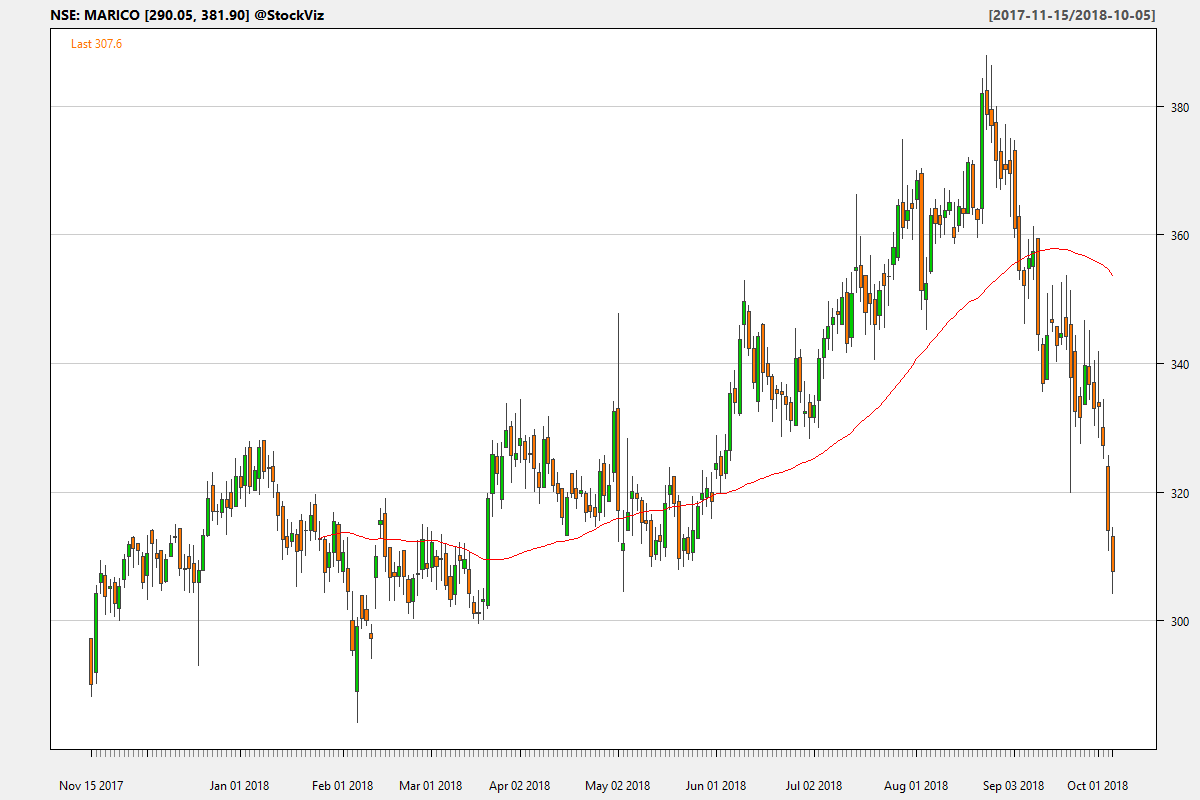 NSE: MARICO [290.05, 381.90] @StockViz
[2017-11-15/2018-10-05]
Last 307.6
380
360
340
320
300
Nov 15 2017
Jan 01 2018
Feb 01 2018
Mar 01 2018
Apr 02 2018
May 02 2018
Jun 01 2018
Jul 02 2018
Aug 01 2018
Sep 03 2018
Oct 01 2018